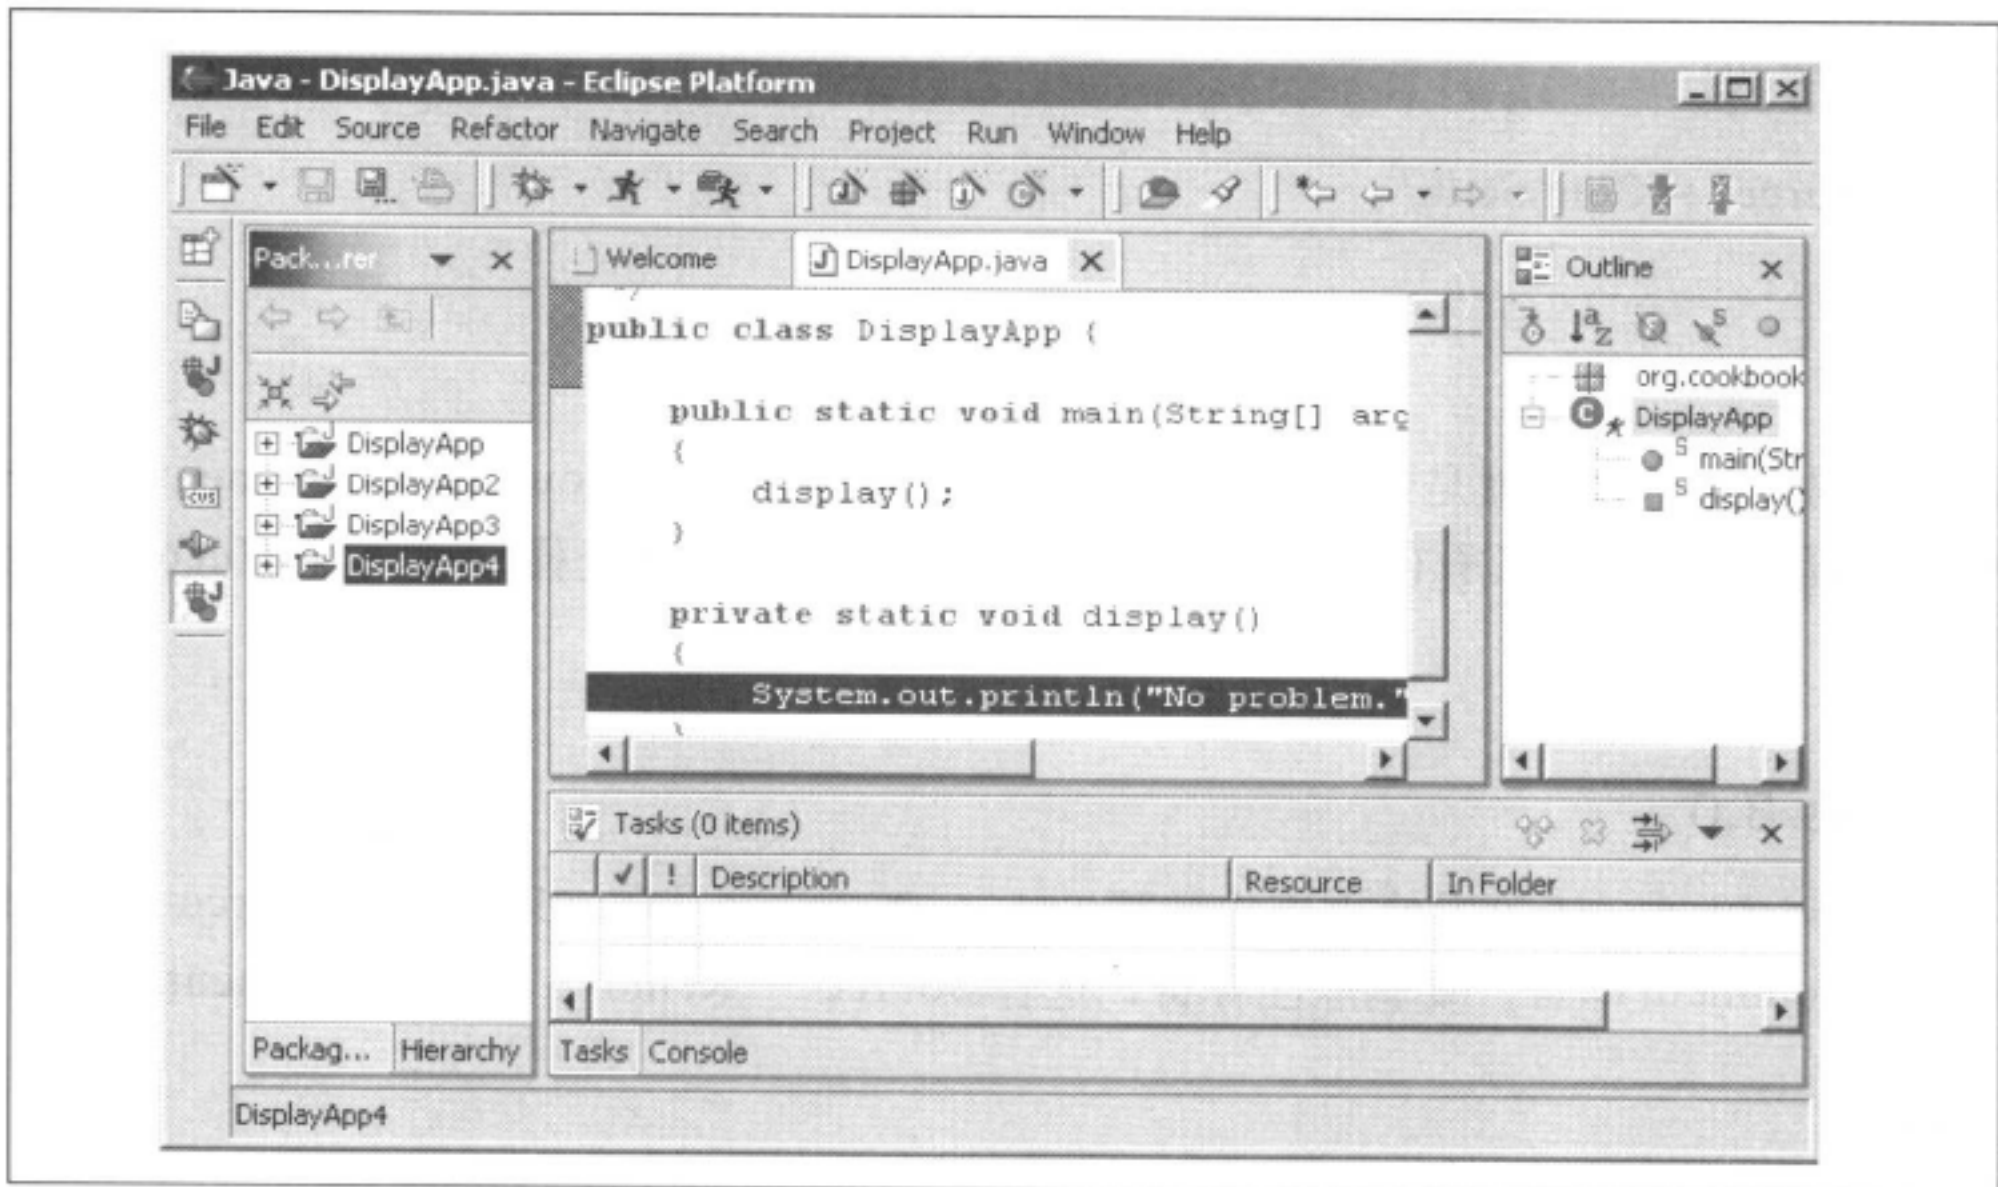 Java - DisplayApp.java - Eclipse Platform
File Edit Source Refactor Navigate Search Project Run Window Help
Pack...rer
Welcome
DisplayApp.java
Outline
*/
public class DisplayApp {
public static void main(String[] arg
{
display();
}
private static void display()
{
System.out.println("No problem."
}
DisplayApp
DisplayApp2
DisplayApp3
DisplayApp4
org.cookbook
DisplayApp
S main(Str
S display()
Tasks (0 items)
! Description Resource In Folder
Packag... Hierarchy
Tasks Console
DisplayApp4